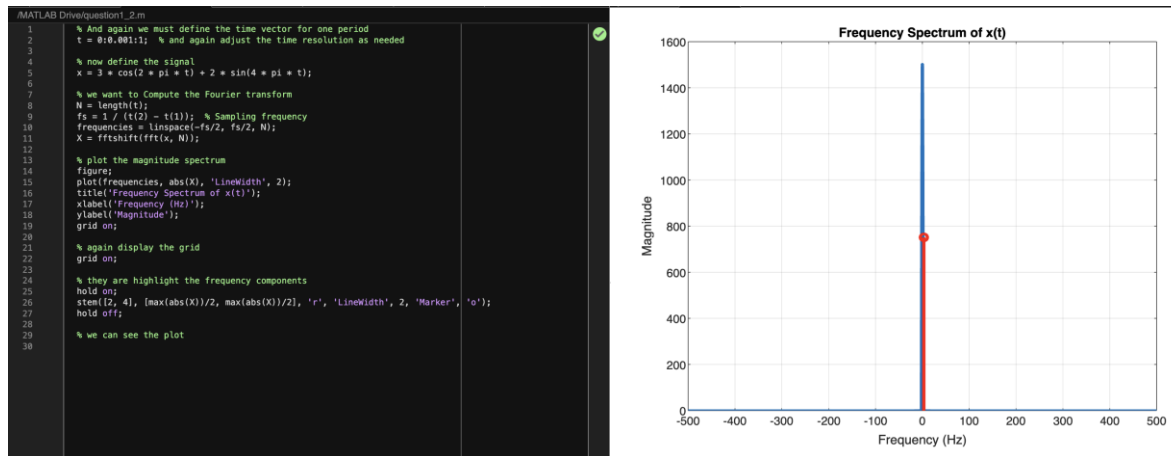 /MATLAB Drive/question1_2.m
1 % And again we must define the time vector for one period
2 t = 0:0.001:1; % and again adjust the time resolution as needed
3
4 % now define the signal
5 x = 3 * cos(2 * pi * t) + 2 * sin(4 * pi * t);
6
7 % we want to Compute the Fourier transform
8 N = length(t);
9 fs = 1 / (t(2) - t(1)); % Sampling frequency
10 frequencies = linspace(-fs/2, fs/2, N);
11 X = fftshift(fft(x, N));
12
13 % plot the magnitude spectrum
14 figure;
15 plot(frequencies, abs(X), 'LineWidth', 2);
16 title('Frequency Spectrum of x(t)');
17 xlabel('Frequency (Hz)');
18 ylabel('Magnitude');
19 grid on;
20
21 % again display the grid
22 grid on;
23
24 % they are highlight the frequency components
25 hold on;
26 stem([2, 4], [max(abs(X))/2, max(abs(X))/2], 'r', 'LineWidth', 2, 'Marker', 'o');
27 hold off;
28
29 % we can see the plot
30
Frequency Spectrum of x(t)
1600
1400
1200
1000
800
600
400
200
0
Magnitude
-500 -400 -300 -200 -100 0 100 200 300 400 500
Frequency (Hz)